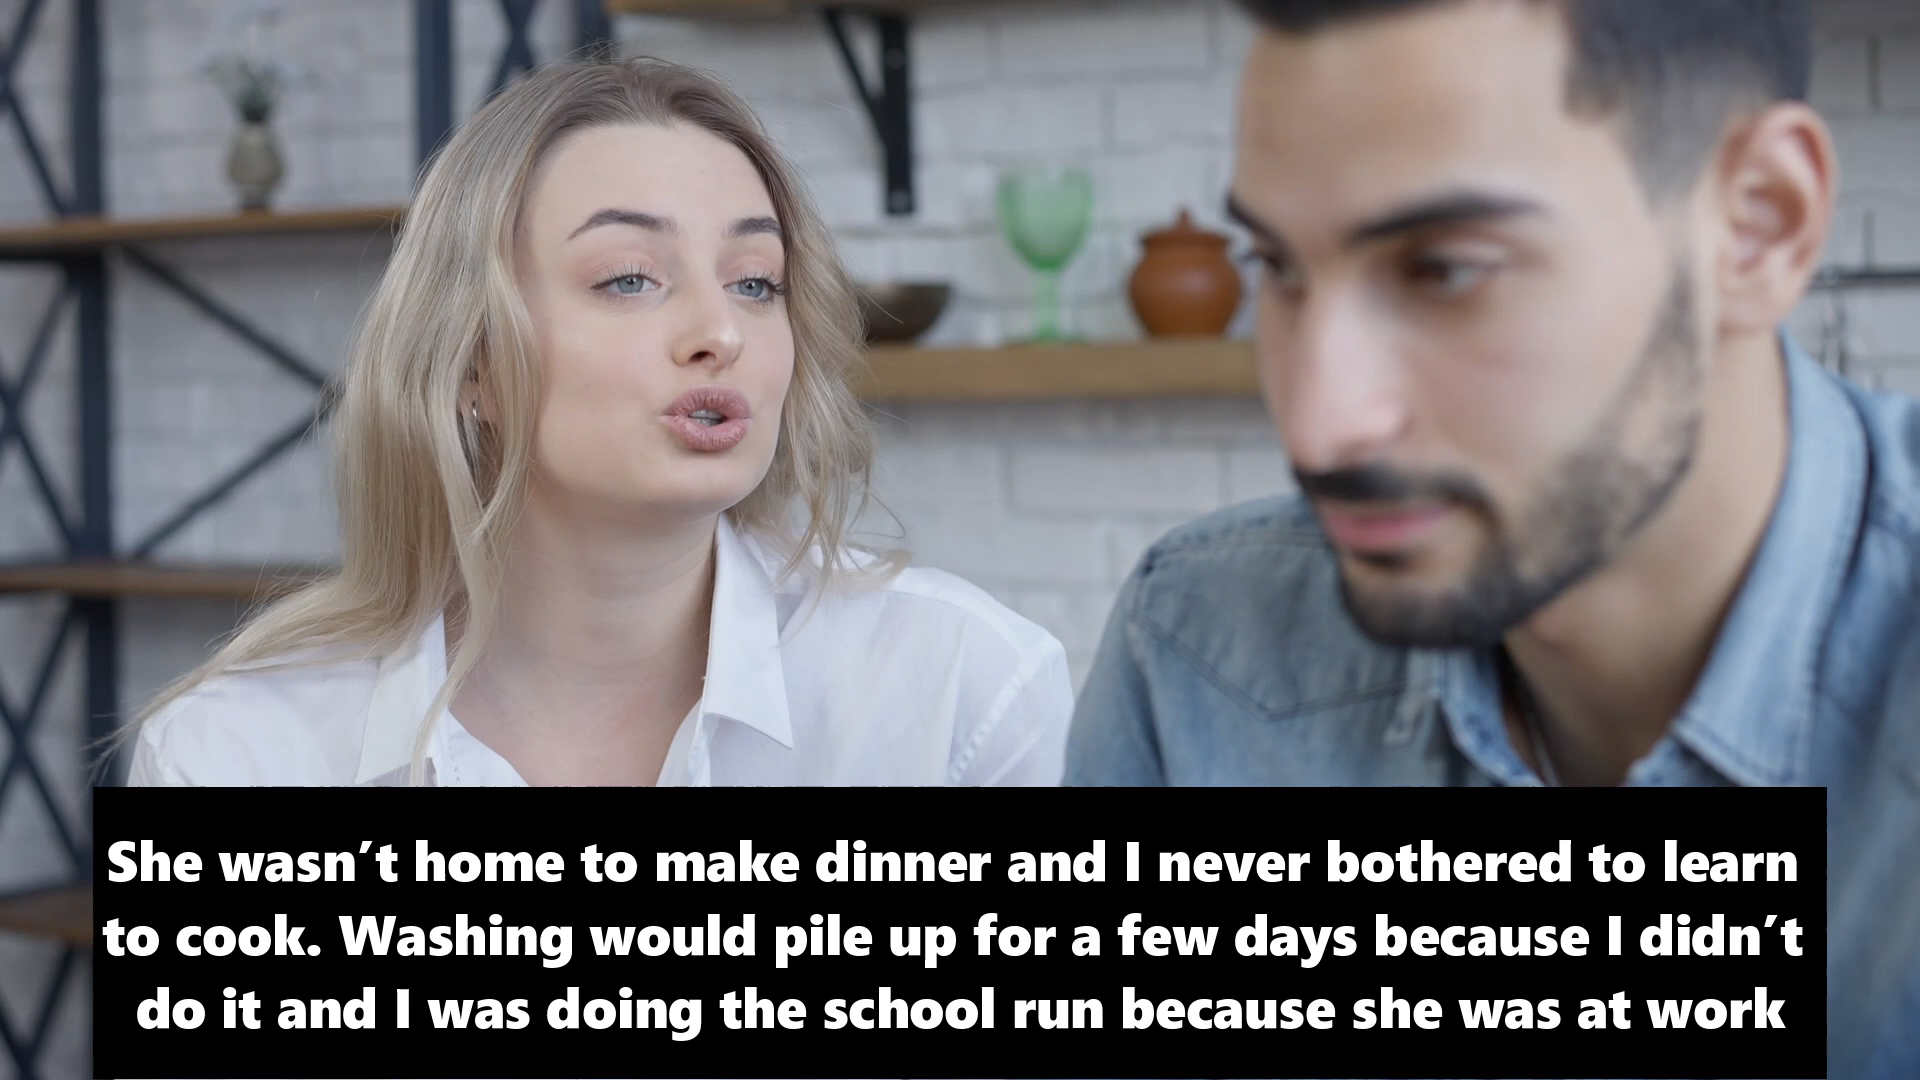 She wasn't home to make dinner and I never bothered to learn
to cook. Washing would pile up for a few days because I didn't
do it and I was doing the school run because she was at work